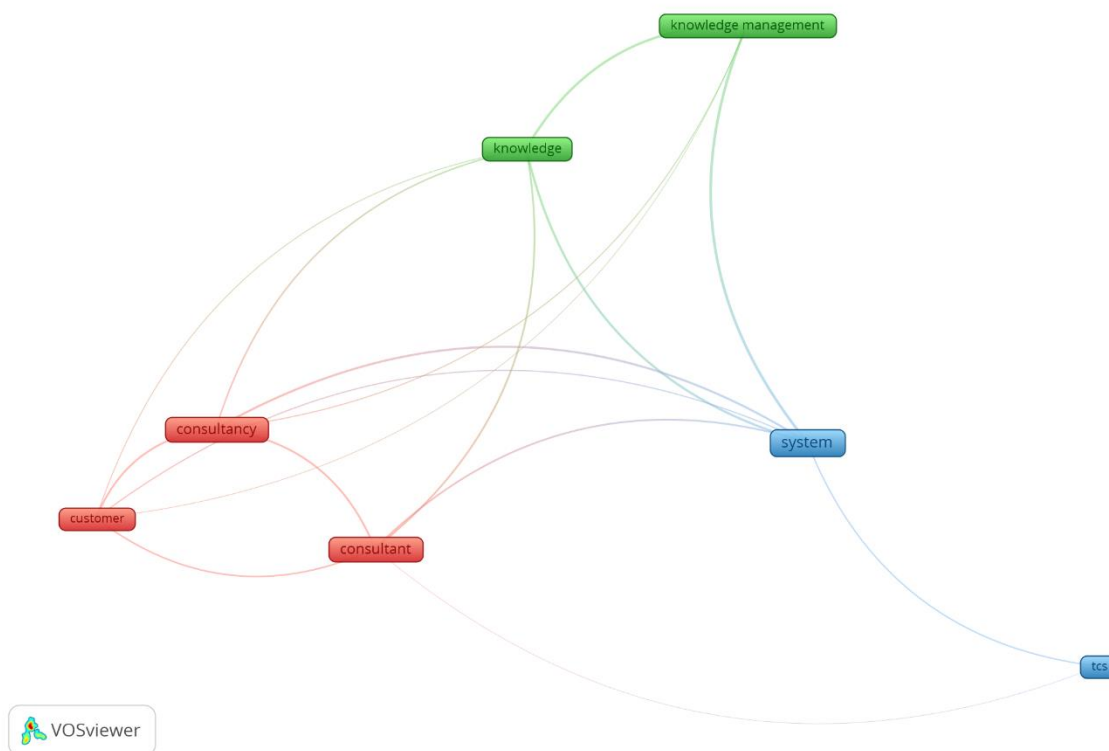 knowledge management
knowledge
consultancy
system
customer
consultant
tcs
VOSviewer